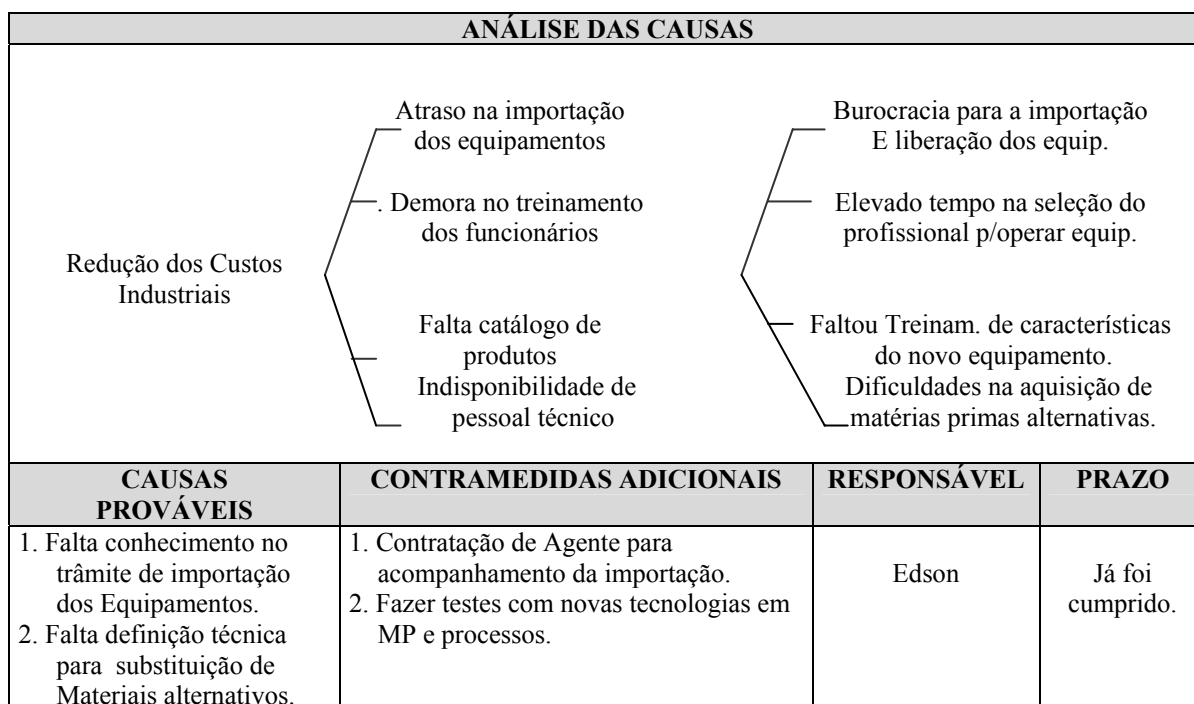 ANÁLISE DAS CAUSAS
Redução dos Custos
Industriais
Atraso na importação
dos equipamentos
. Demora no treinamento
dos funcionários
Falta catálogo de
produtos
Indisponibilidade de
pessoal técnico
Burocracia para a importação
E liberação dos equip.
Elevado tempo na seleção do
profissional p/operar equip.
Faltou Treinam. de características
do novo equipamento.
Dificuldades na aquisição de
matérias primas alternativas.
CAUSAS
PROVÁVEIS
CONTRAMEDIDAS ADICIONAIS
RESPONSÁVEL
PRAZO
1. Falta conhecimento no
trâmite de importação
dos Equipamentos.
2. Falta definição técnica
para substituição de
Materiais alternativos.
1. Contratação de Agente para
acompanhamento da importação.
2. Fazer testes com novas tecnologias em
MP e processos.
Edson
Já foi
cumprido.